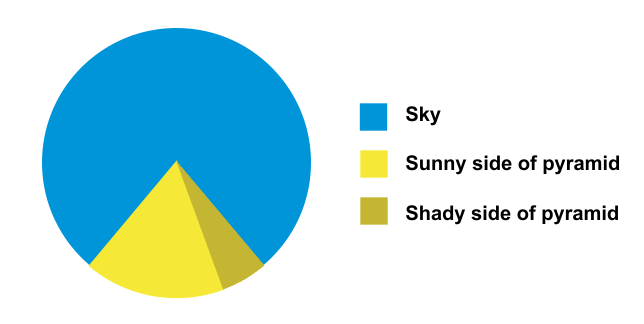 Sky
Sunny side of pyramid
Shady side of pyramid